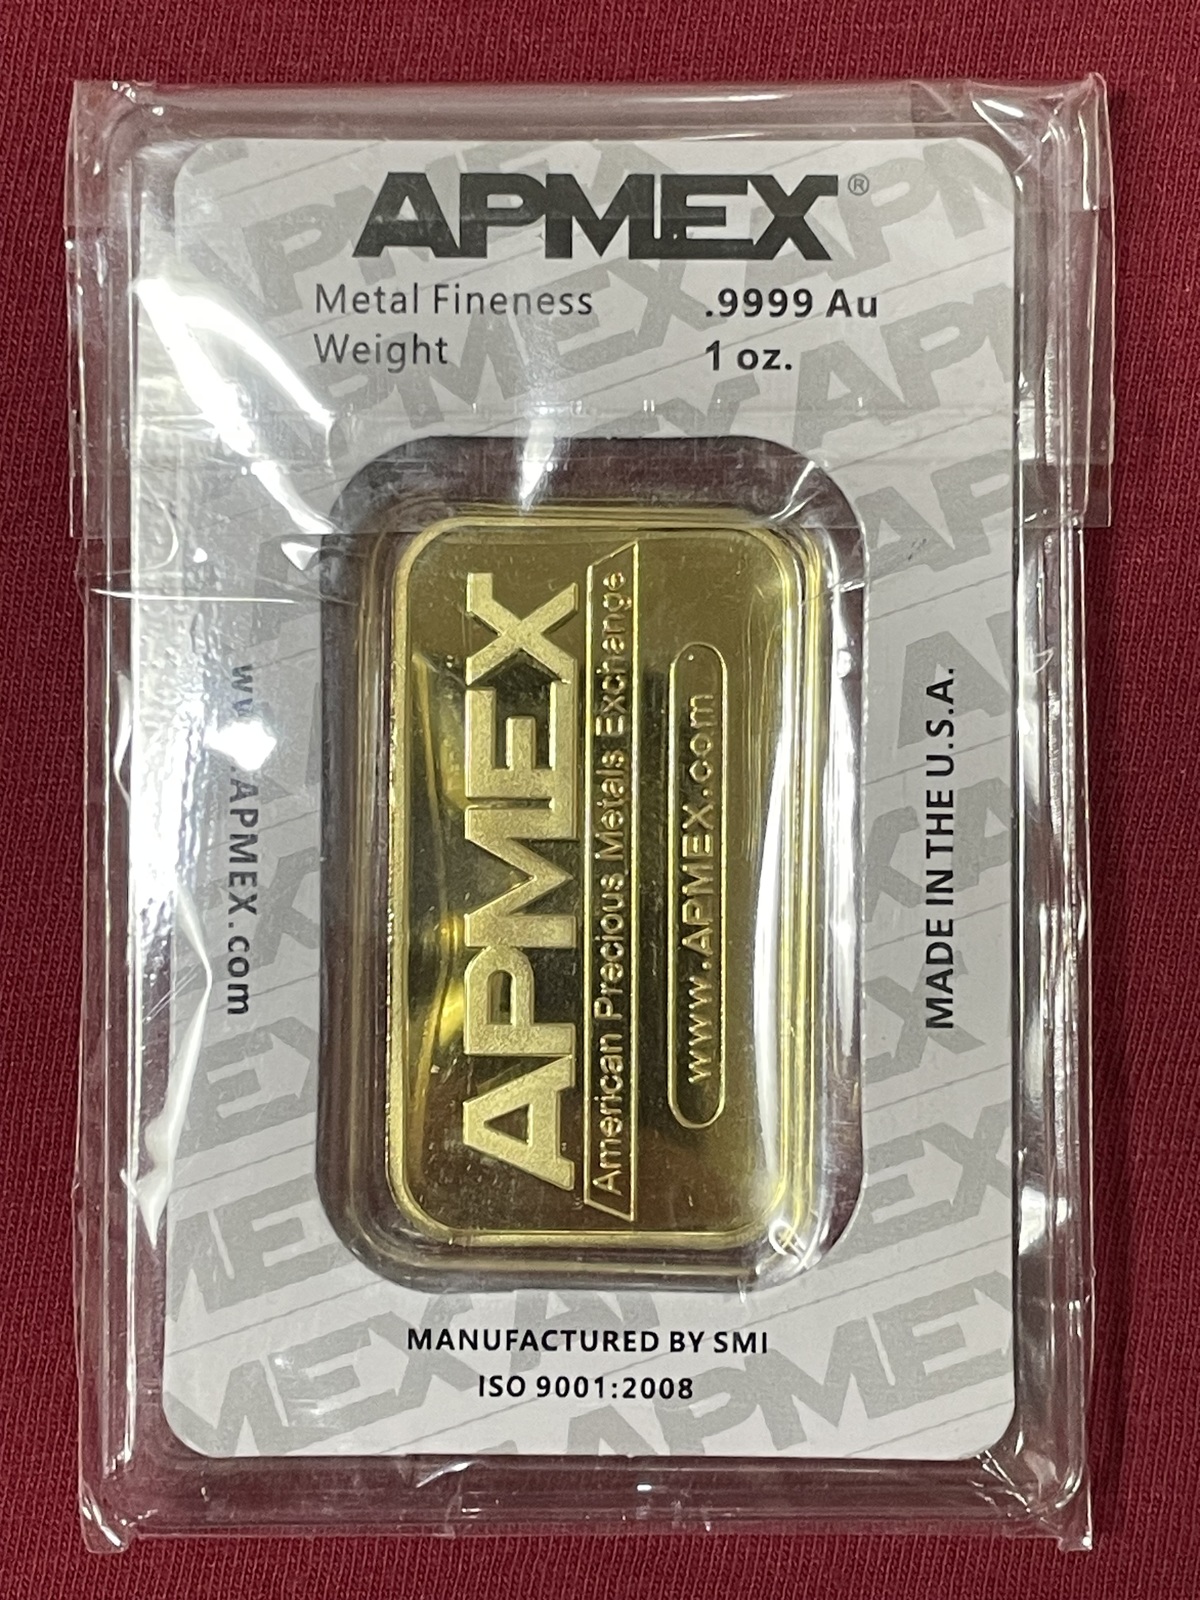 APMEX®
Metal Fineness .9999 Au
Weight 1 oz.
APMEX
American Precious Metals Exchange
www.APMEX.com
APMEX.com
MADE IN THE U.S.A.
MANUFACTURED BY SMI
ISO 9001:2008